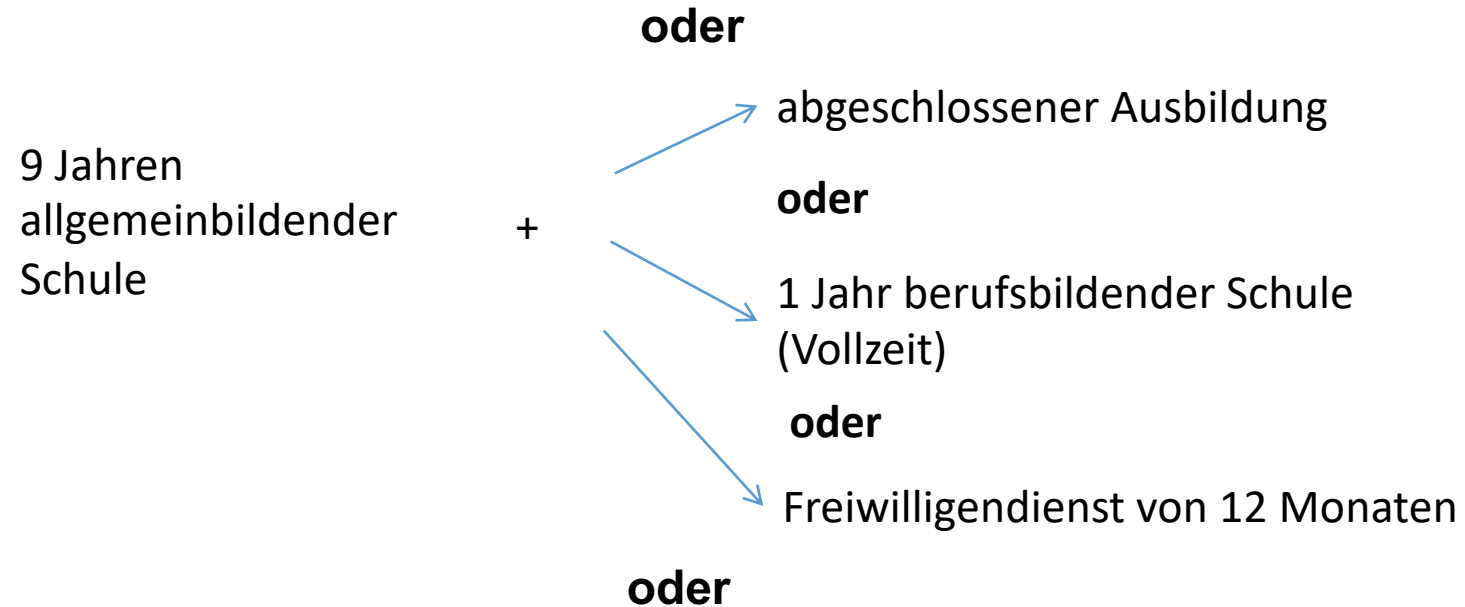 oder
9 Jahren
allgemeinbildender
Schule
+
abgeschlossener Ausbildung
oder
1 Jahr berufsbildender Schule
(Vollzeit)
oder
Freiwilligendienst von 12 Monaten
oder